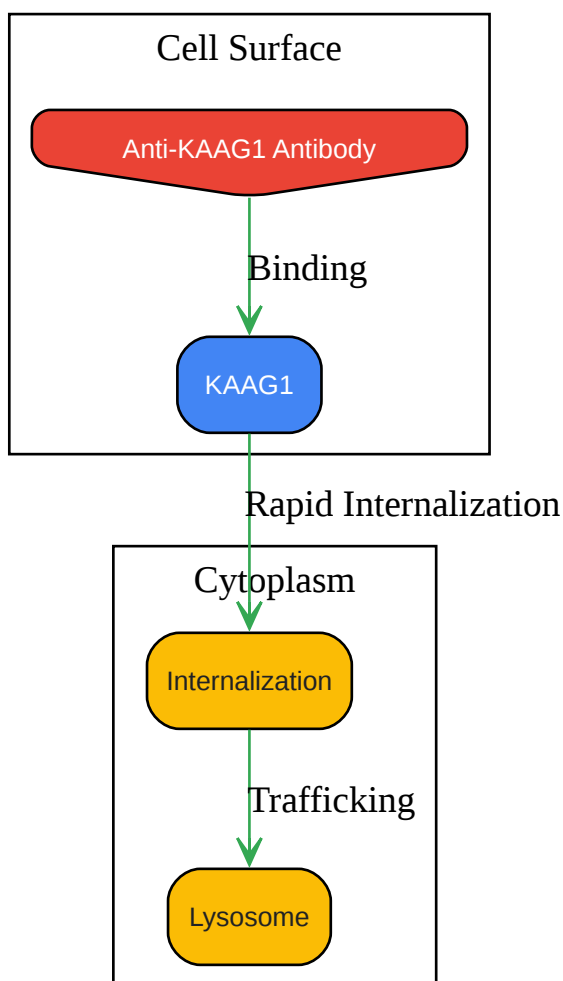 Cell Surface
Anti-KAAG1 Antibody
Binding
KAAG1
Rapid Internalization
Cytoplasm
Internalization
Trafficking
Lysosome